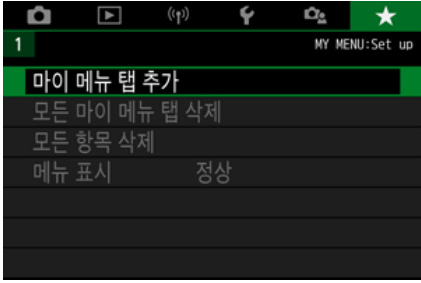 1
MY MENU:Set up
마이 메뉴 탭 추가
모든 마이 메뉴 탭 삭제
모든 항목 삭제
메뉴 표시 정상